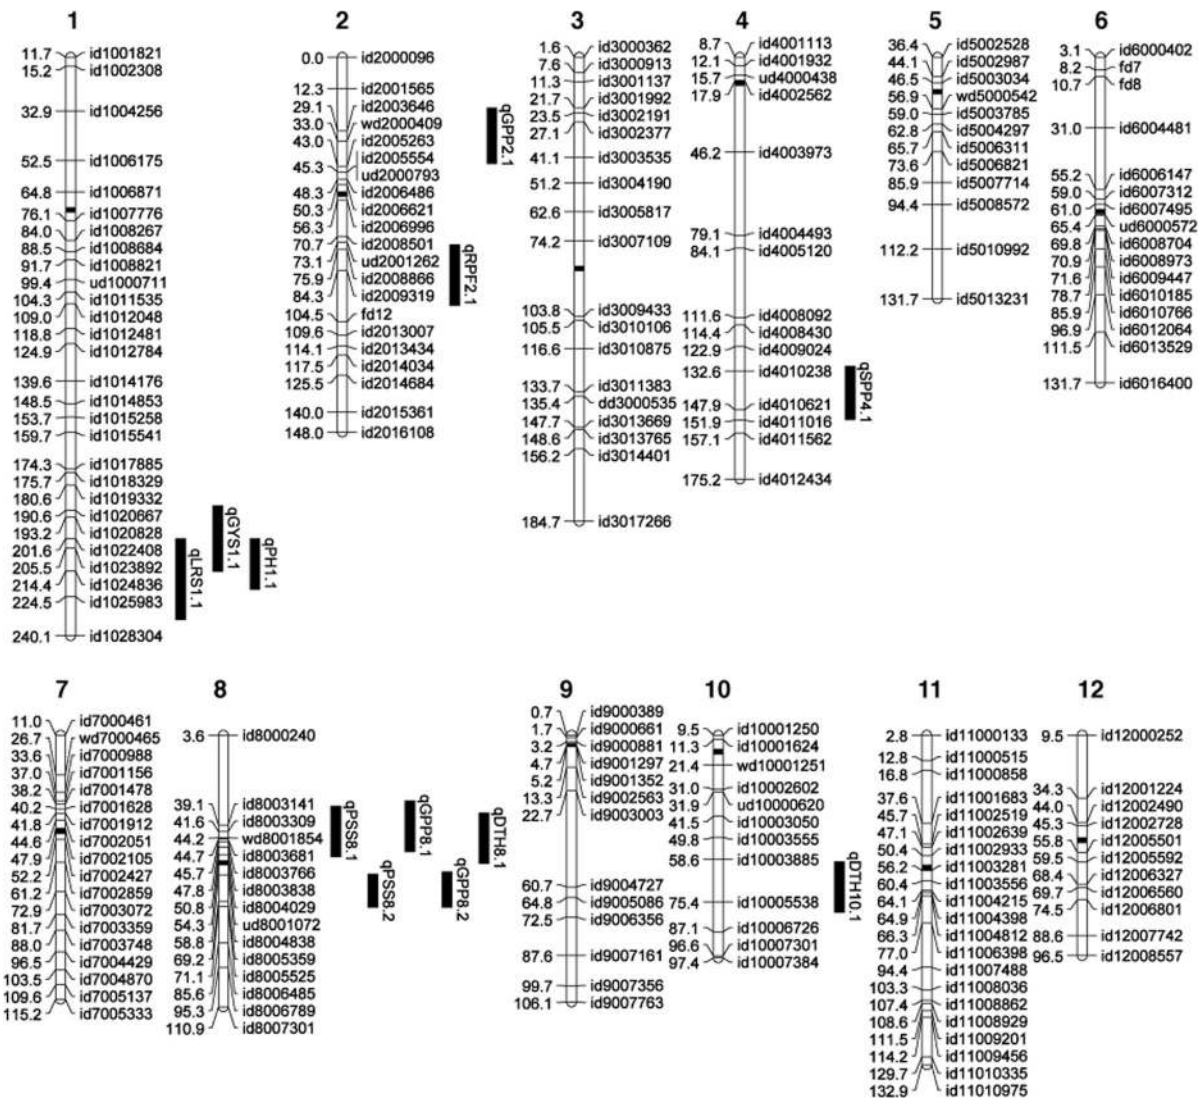 1
11.7 id1001821
15.2 id1002308
32.9 id1004256
52.5 id1006175
64.8 id1006871
76.1 id1007776
84.0 id1008267
88.5 id1008684
91.7 id1008821
99.4 ud1000711
104.3 id1011535
109.0 id1012048
118.8 id1012481
124.9 id1012784
139.6 id1014176
148.5 id1014853
153.7 id1015258
159.7 id1015541
174.3 id1017885
175.7 id1018329
180.6 id1019332
190.6 id1020667
193.2 id1020828
201.6 id1022408
205.5 id1023892
214.4 id1024836
224.5 id1025983
240.1 id1028304
qLRS1.1
qGYS1.1
qPH1.1
2
0.0 id2000096
12.3 id2001565
29.1 id2003646
33.0 wd2000409
43.0 id2005263
id2005554
45.3 ud2000793
48.3 id2006486
50.3 id2006621
56.3 id2006996
70.7 id2008501
73.1 ud2001262
75.9 id2008866
84.3 id2009319
104.5 fd12
109.6 id2013007
114.1 id2013434
117.5 id2014034
125.5 id2014684
140.0 id2015361
148.0 id2016108
qRPF2.1
qGPP2.1
3
1.6 id3000362
7.6 id3000913
11.3 id3001137
21.7 id3001992
23.5 id3002191
27.1 id3002377
41.1 id3003535
51.2 id3004190
62.6 id3005817
74.2 id3007109
103.8 id3009433
105.5 id3010106
116.6 id3010875
133.7 id3011383
135.4 dd3000535
147.7 id3013669
148.6 id3013765
156.2 id3014401
184.7 id3017266
4
8.7 id4001113
12.1 id4001932
15.7 ud4000438
17.9 id4002562
46.2 id4003973
79.1 id4004493
84.1 id4005120
111.6 id4008092
114.4 id4008430
122.9 id4009024
132.6 id4010238
147.9 id4010621
151.9 id4011016
157.1 id4011562
175.2 id4012434
qSPP4.1
5
36.4 id5002528
44.1 id5002987
46.5 id5003034
56.9 wd5000542
59.0 id5003785
62.8 id5004297
65.7 id5006311
73.6 id5006821
85.9 id5007714
94.4 id5008572
112.2 id5010992
131.7 id5013231
6
3.1 id6000402
8.2 fd7
10.7 fd8
31.0 id6004481
55.2 id6006147
59.0 id6007312
61.0 id6007495
65.4 ud6000572
69.8 id6008704
70.9 id6008973
71.6 id6009447
78.7 id6010185
85.9 id6010766
96.9 id6012064
111.5 id6013529
131.7 id6016400
7
11.0 id7000461
26.7 wd7000465
33.6 id7000988
37.0 id7001156
38.2 id7001478
40.2 id7001628
41.8 id7001912
44.6 id7002051
47.9 id7002105
52.2 id7002427
61.2 id7002859
72.9 id7003072
81.7 id7003359
88.0 id7003748
96.5 id7004429
103.5 id7004870
109.6 id7005137
115.2 id7005333
8
3.6 id8000240
39.1 id8003141
41.6 id8003309
44.2 wd8001854
44.7 id8003681
45.7 id8003766
47.8 id8003838
50.8 id8004029
54.3 ud8001072
58.8 id8004838
69.2 id8005359
71.1 id8005525
85.6 id8006485
95.3 id8006789
110.9 id8007301
qPSS8.1
qPSS8.2
qGPP8.1
qGPP8.2
qDTH8.1
9
0.7 id9000389
1.7 id9000661
3.2 id9000881
4.7 id9001297
5.2 id9001352
13.3 id9002563
22.7 id9003003
60.7 id9004727
64.8 id9005086
72.5 id9006356
87.6 id9007161
99.7 id9007356
106.1 id9007763
10
9.5 id10001250
11.3 id10001624
21.4 wd10001251
31.0 id10002602
31.9 ud10000620
41.5 id10003050
49.8 id10003555
58.6 id10003885
75.4 id10005538
87.1 id10006726
96.6 id10007301
97.4 id10007384
qDTH10.1
11
2.8 id11000133
12.8 id11000515
16.8 id11000858
37.6 id11001683
45.7 id11002519
47.1 id11002639
50.4 id11002933
56.2 id11003281
60.4 id11003556
64.1 id11004215
64.9 id11004398
66.3 id11004812
77.0 id11006398
94.4 id11007488
103.3 id11008036
107.4 id11008862
108.6 id11008929
111.5 id11009201
114.2 id11009456
129.7 id11010335
132.9 id11010975
12
9.5 id12000252
34.3 id12001224
44.0 id12002490
45.3 id12002728
55.8 id12005501
59.5 id12005592
68.4 id12006327
69.7 id12006560
74.5 id12006801
88.6 id12007742
96.5 id12008557